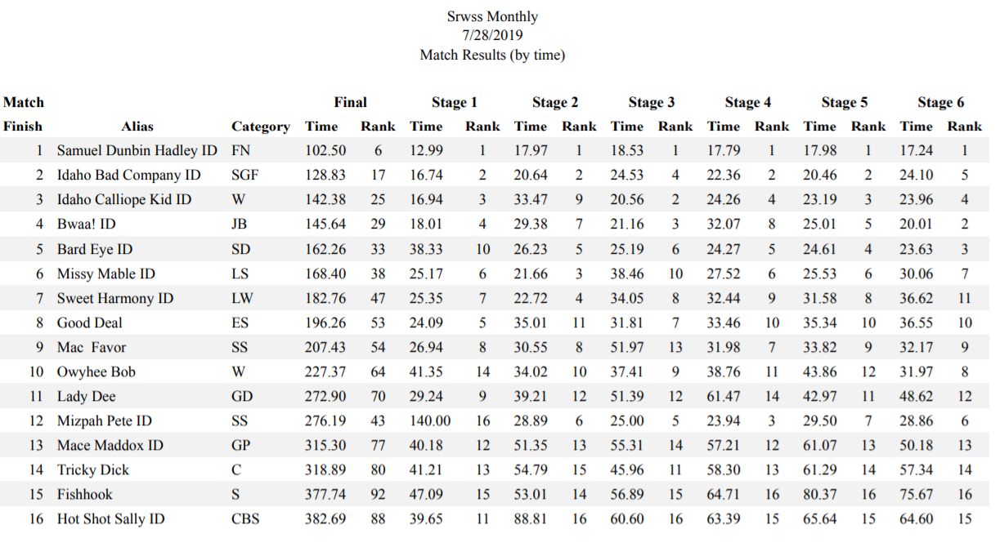 Srwss Monthly
7/28/2019
Match Results (by time)
Match Final Stage 1 Stage 2 Stage 3 Stage 4 Stage 5 Stage 6
Finish Alias Category Time Rank Time Rank Time Rank Time Rank Time Rank Time Rank Time Rank
1 Samuel Dunbin Hadley ID FN 102.50 6 12.99 1 17.97 1 18.53 1 17.79 1 17.98 1 17.24 1
2 Idaho Bad Company ID SGF 128.83 17 16.74 2 20.64 2 24.53 4 22.36 2 20.46 2 24.10 5
3 Idaho Calliope Kid ID W 142.38 25 16.94 3 33.47 9 20.56 2 24.26 4 23.19 3 23.96 4
4 Bwaa! ID JB 145.64 29 18.01 4 29.38 7 21.16 3 32.07 8 25.01 5 20.01 2
5 Bard Eye ID SD 162.26 33 38.33 10 26.23 5 25.19 6 24.27 5 24.61 4 23.63 3
6 Missy Mable ID LS 168.40 38 25.17 6 21.66 3 38.46 10 27.52 6 25.53 6 30.06 7
7 Sweet Harmony ID LW 182.76 47 25.35 7 22.72 4 34.05 8 32.44 9 31.58 8 36.62 11
8 Good Deal ES 196.26 53 24.09 5 35.01 11 31.81 7 33.46 10 35.34 10 36.55 10
9 Mac Favor SS 207.43 54 26.94 8 30.55 8 51.97 13 31.98 7 33.82 9 32.17 9
10 Owyhee Bob W 227.37 64 41.35 14 34.02 10 37.41 9 38.76 11 43.86 12 31.97 8
11 Lady Dee GD 272.90 70 29.24 9 39.21 12 51.39 12 61.47 14 42.97 11 48.62 12
12 Mizpah Pete ID SS 276.19 43 140.00 16 28.89 6 25.00 5 23.94 3 29.50 7 28.86 6
13 Mace Maddox ID GP 315.30 77 40.18 12 51.35 13 55.31 14 57.21 12 61.07 13 50.18 13
14 Tricky Dick C 318.89 80 41.21 13 54.79 15 45.96 11 58.30 13 61.29 14 57.34 14
15 Fishhook S 377.74 92 47.09 15 53.01 14 56.89 15 64.71 16 80.37 16 75.67 16
16 Hot Shot Sally ID CBS 382.69 88 39.65 11 88.81 16 60.60 16 63.39 15 65.64 15 64.60 15